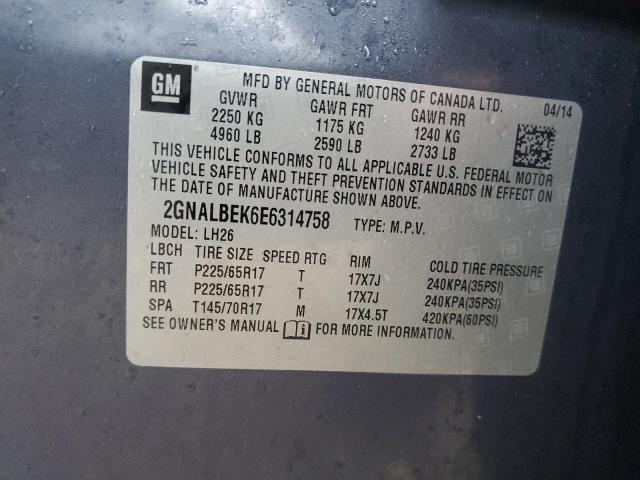 GM ®
MFD BY GENERAL MOTORS OF CANADA LTD. 04/14
GVWR GAWR FRT GAWR RR
2250 KG 1175 KG 1240 KG
4960 LB 2590 LB 2733 LB
THIS VEHICLE CONFORMS TO ALL APPLICABLE U.S. FEDERAL MOTOR
VEHICLE SAFETY AND THEFT PREVENTION STANDARDS IN EFFECT ON
THE DATE OF MANUFACTURE SHOWN ABOVE.
2GNALBEK6E6314758 TYPE: M.P.V.
MODEL: LH26
LBCH TIRE SIZE SPEED RTG RIM COLD TIRE PRESSURE
FRT P225/65R17 T 17X7J 240KPA(35PSI)
RR P225/65R17 T 17X7J 240KPA(35PSI)
SPA T145/70R17 M 17X4.5T 420KPA(60PSI)
SEE OWNER'S MANUAL FOR MORE INFORMATION.